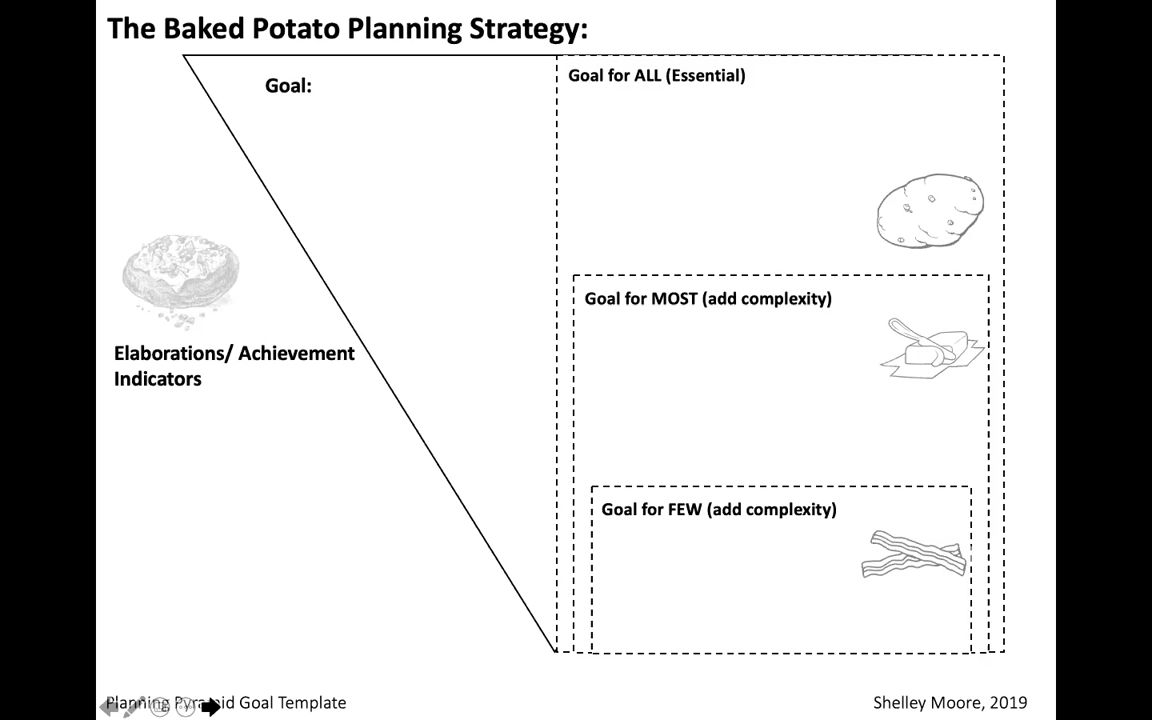 The Baked Potato Planning Strategy:
Goal:
Goal for ALL (Essential)
Goal for MOST (add complexity)
Elaborations/ Achievement
Indicators
Goal for FEW (add complexity)
Planning Pyramid Goal Template
Shelley Moore, 2019